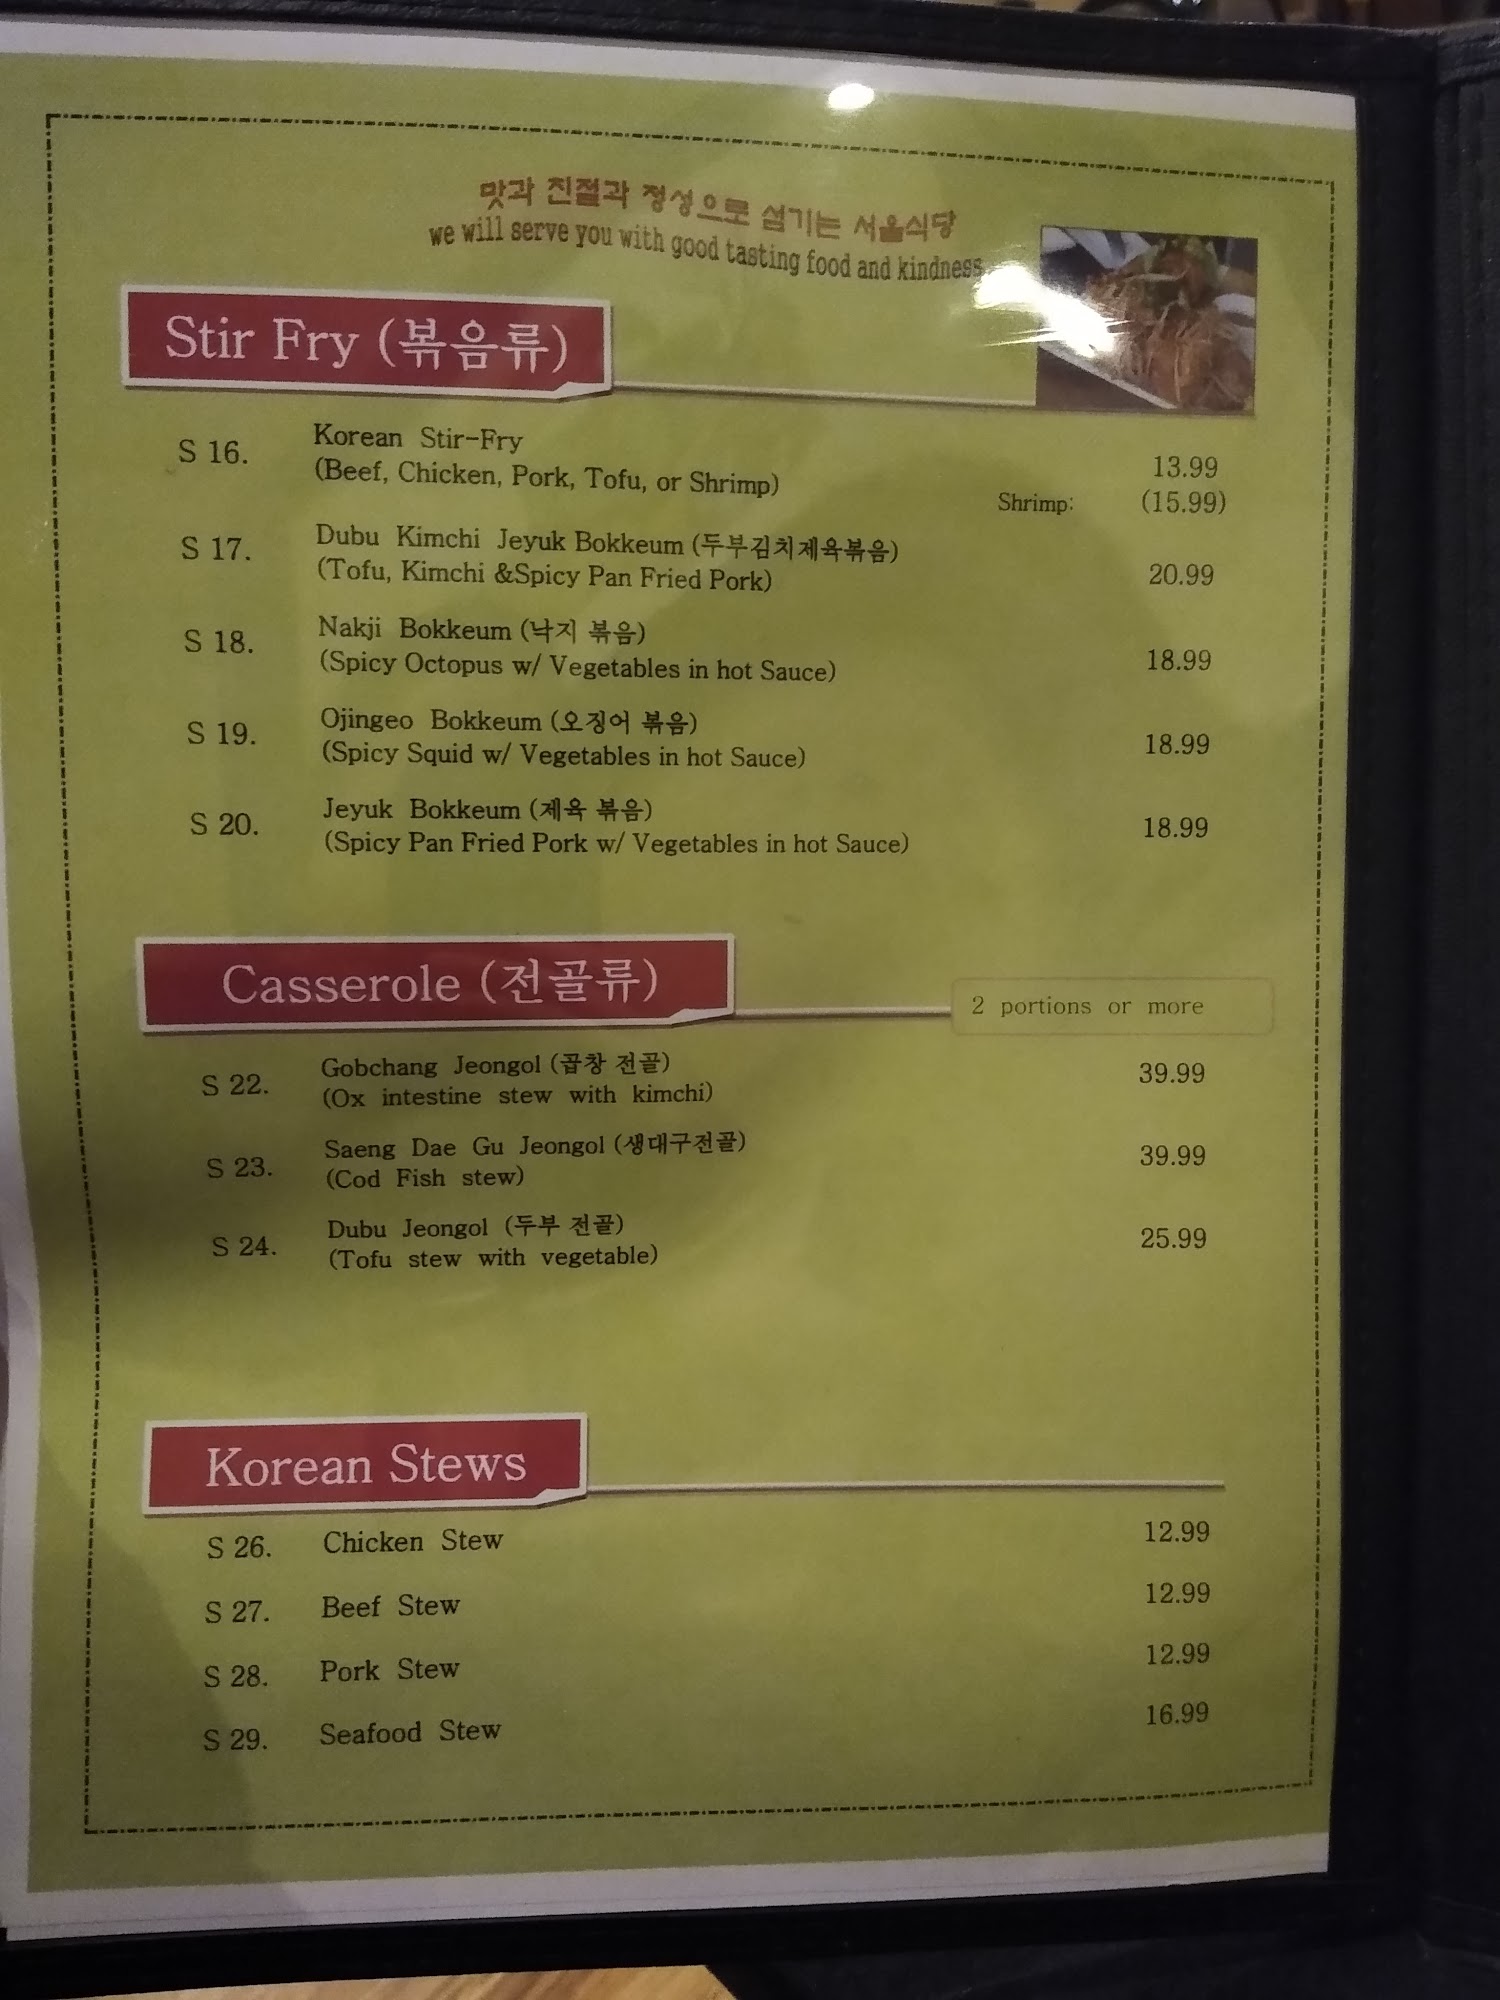 맛과 친절과 정성으로 섬기는 서울식당
we will serve you with good tasting food and kindness
Stir Fry (볶음류)
S 16. Korean Stir-Fry
(Beef, Chicken, Pork, Tofu, or Shrimp) 13.99
Shrimp: (15.99)
S 17. Dubu Kimchi Jeyuk Bokkeum (두부김치제육볶음)
(Tofu, Kimchi &Spicy Pan Fried Pork) 20.99
S 18. Nakji Bokkeum (낙지 볶음)
(Spicy Octopus w/ Vegetables in hot Sauce) 18.99
S 19. Ojingeo Bokkeum (오징어 볶음)
(Spicy Squid w/ Vegetables in hot Sauce) 18.99
S 20. Jeyuk Bokkeum (제육 볶음)
(Spicy Pan Fried Pork w/ Vegetables in hot Sauce) 18.99
Casserole (전골류)
2 portions or more
S 22. Gobchang Jeongol (곱창 전골) 39.99
(Ox intestine stew with kimchi)
S 23. Saeng Dae Gu Jeongol (생대구전골) 39.99
(Cod Fish stew)
S 24. Dubu Jeongol (두부 전골) 25.99
(Tofu stew with vegetable)
Korean Stews
S 26. Chicken Stew 12.99
S 27. Beef Stew 12.99
S 28. Pork Stew 12.99
S 29. Seafood Stew 16.99